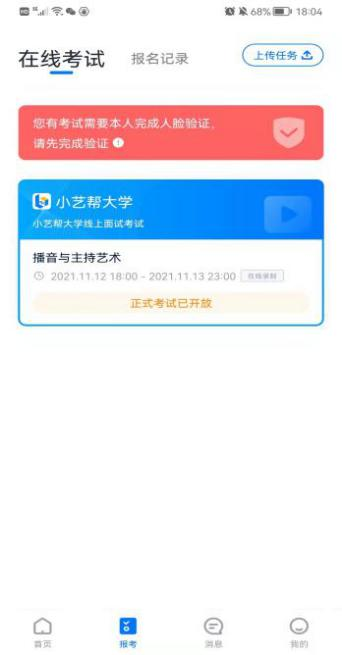 68% 18:04
在线考试 报名记录 上传任务
您有考试需要本人完成人脸验证,
请先完成验证
小艺帮大学
小艺帮大学线上面试考试
播音与主持艺术
2021.11.12 18:00 - 2021.11.13 23:00 在线录制
正式考试已开放
首页 报考 消息 我的